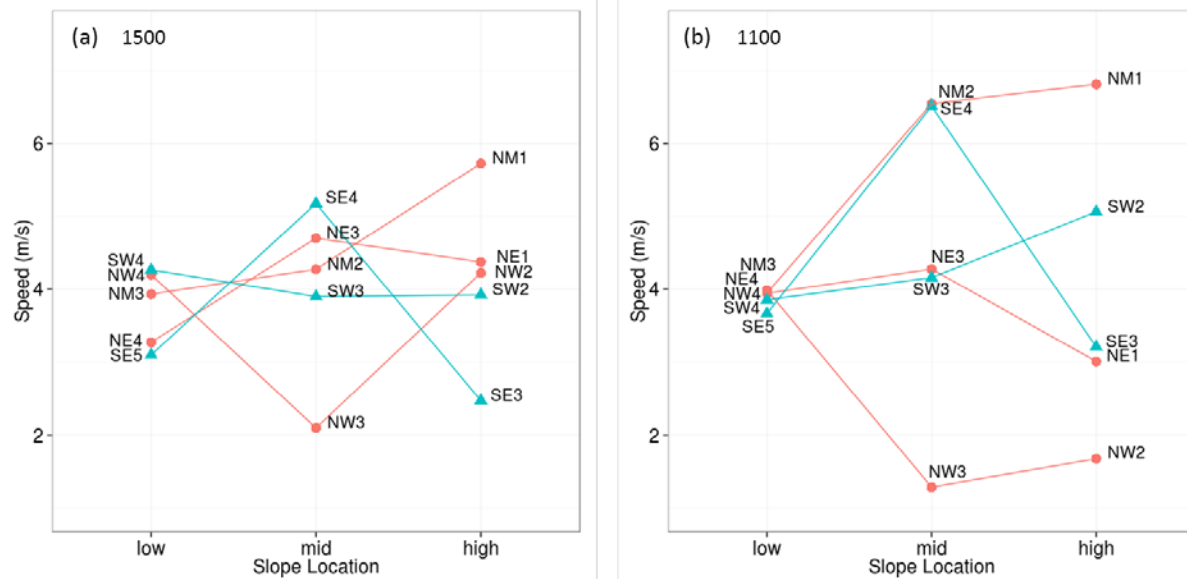 (a) 1500
Speed (m/s)
6
4
2
NM1
SE4
NE3
NE1
SW4
NM2
NW2
NW4
NM3
SW3
SW2
NE4
SE5
SE3
NW3
low mid high
Slope Location
(b) 1100
Speed (m/s)
6
4
2
NM1
NM2
SE4
SW2
NM3
NE3
NE4
NW4
SW3
SW4
SE5
SE3
NE1
NW3
NW2
low mid high
Slope Location